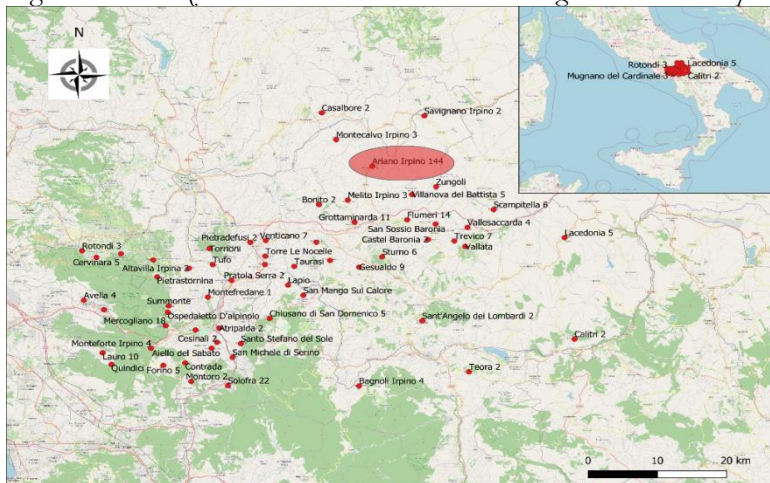 N
Rotondi 3
Lacedonia 5
Mugnano del Cardinale 3
Calitri 2
Casalbore 2
Savignano Irpino 2
Montecalvo Irpino 3
Ariano Irpino 144
Zungoli
Melito Irpino 3
Villanova del Battista 5
Bonito 2
Scampitella 6
Grottaminarda 11
Flumeri 14
Vallesaccarda 4
San Sossio Baronia
Pietradefusi 2
Venticano 7
Castel Baronia 2
Trevico 7
Lacedonia 5
Vallata
Rotondi 3
Torrioni
Cervinara 5
Torre Le Nocelle
Sturno 6
Altavilla Irpina 2
Tufo
Taurasi
Gesualdo 9
Pietrastornina
Pratola Serra 2
Lapio
Avella 4
Montefredane 1
San Mango Sul Calore
Summonte
Ospedaletto D'alpinolo
Mercogliano 18
Chiusano di San Domenico 5
Sant'Angelo dei Lombardi 2
Atripalda 2
Cesinali 2
Santo Stefano del Sole
Calitri 2
Monteforte Irpino 4
Lauro 10
Aiello del Sabato
San Michele di Serino
Quindici
Forino 5
Contrada
Montoro 2
Solofra 22
Bagnoli Irpino 4
Teora 2
0 10 20 km